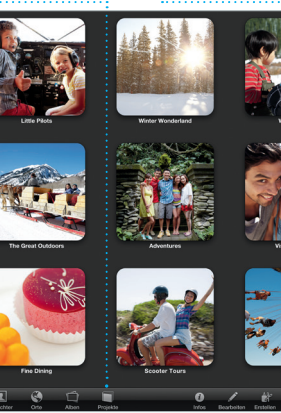 Little Pilots
Winter Wonderland
The Great Outdoors
Adventures
Fine Dining
Scooter Tours
Orte
Alben
Projekte
Infos
Bearbeiten
Erstellen